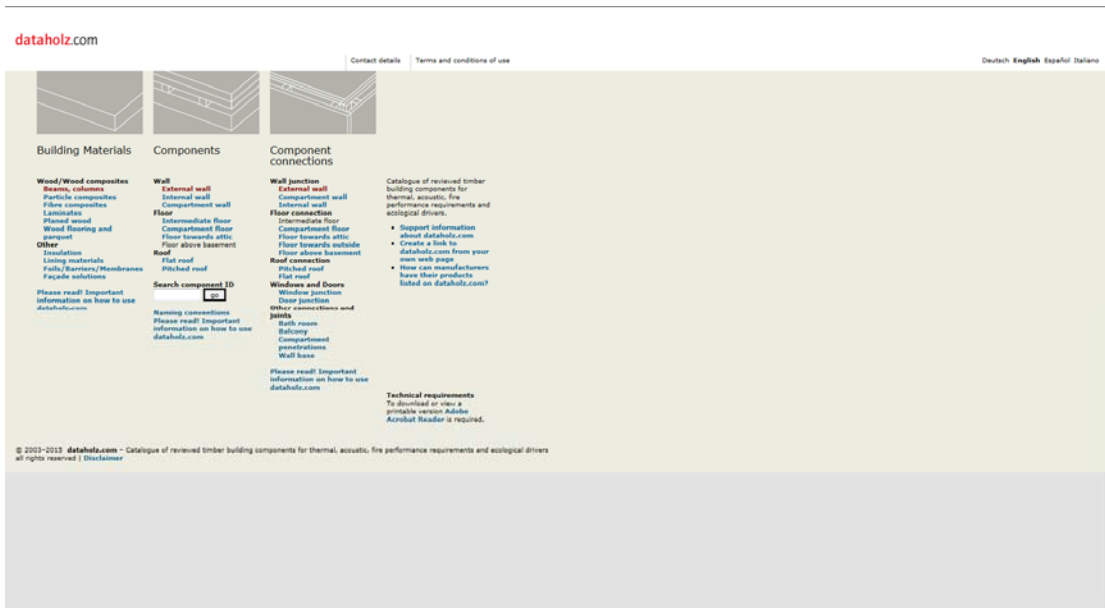 dataholz.com
Contact details
Terms and conditions of use
Deutsch English Español Italiano
Building Materials
Wood/Wood composites
Beams, columns
Particle composites
Fibre composites
Laminates
Planed wood
Wood flooring and
parquet
Other
Insulation
Lining materials
Foils/Barriers/Membranes
Façade solutions
Please read! Important
information on how to use
dataholz.com
Components
Wall
External wall
Internal wall
Compartment wall
Floor
Intermediate floor
Compartment floor
Floor towards attic
Floor above basement
Roof
Flat roof
Pitched roof
Search component ID
go
Naming conventions
Please read! Important
information on how to use
dataholz.com
Component
connections
Wall junction
External wall
Compartment wall
Internal wall
Floor connection
Intermediate floor
Compartment floor
Floor towards attic
Floor towards outside
Floor above basement
Roof connection
Pitched roof
Flat roof
Windows and Doors
Window junction
Door junction
Other connections and
joints
Bath room
Balcony
Compartment
penetrations
Wall base
Please read! Important
information on how to use
dataholz.com
Catalogue of reviewed timber
building components for
thermal, acoustic, fire
performance requirements and
ecological drivers.
Support information
about dataholz.com
Create a link to
dataholz.com from your
own web page
How can manufacturers
have their products
listed on dataholz.com?
Technical requirements
To download or view a
printable version Adobe
Acrobat Reader is required.
© 2003-2015 dataholz.com – Catalogue of reviewed timber building components for thermal, acoustic, fire performance requirements and ecological drivers
all rights reserved | Disclaimer